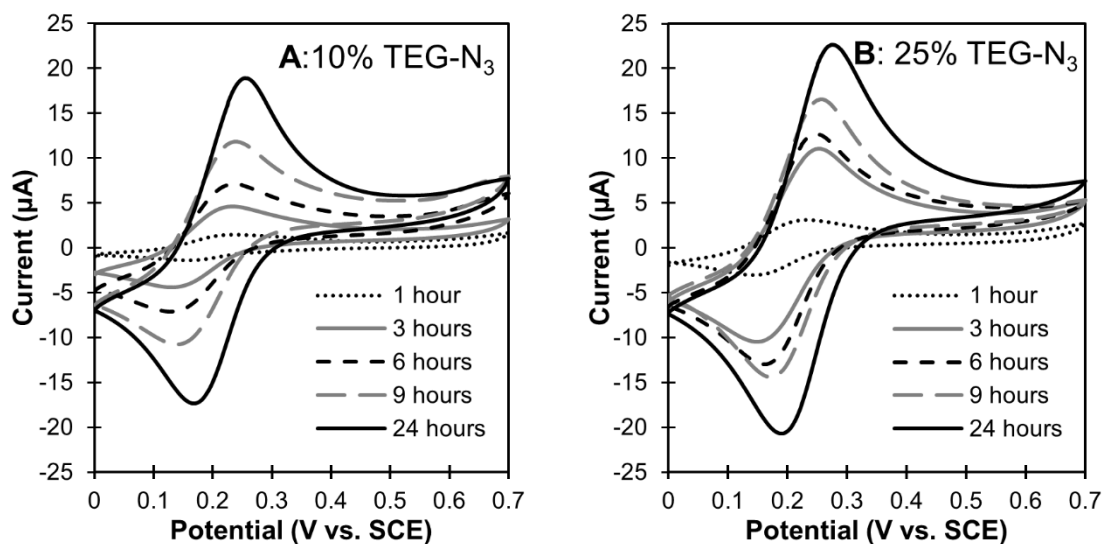 A:10% TEG-N₃
Current (µA)
25
20
15
10
5
0
-5
-10
-15
-20
-25
1 hour
3 hours
6 hours
9 hours
24 hours
0 0.1 0.2 0.3 0.4 0.5 0.6 0.7
Potential (V vs. SCE)
B: 25% TEG-N₃
Current (µA)
25
20
15
10
5
0
-5
-10
-15
-20
-25
1 hour
3 hours
6 hours
9 hours
24 hours
0 0.1 0.2 0.3 0.4 0.5 0.6 0.7
Potential (V vs. SCE)